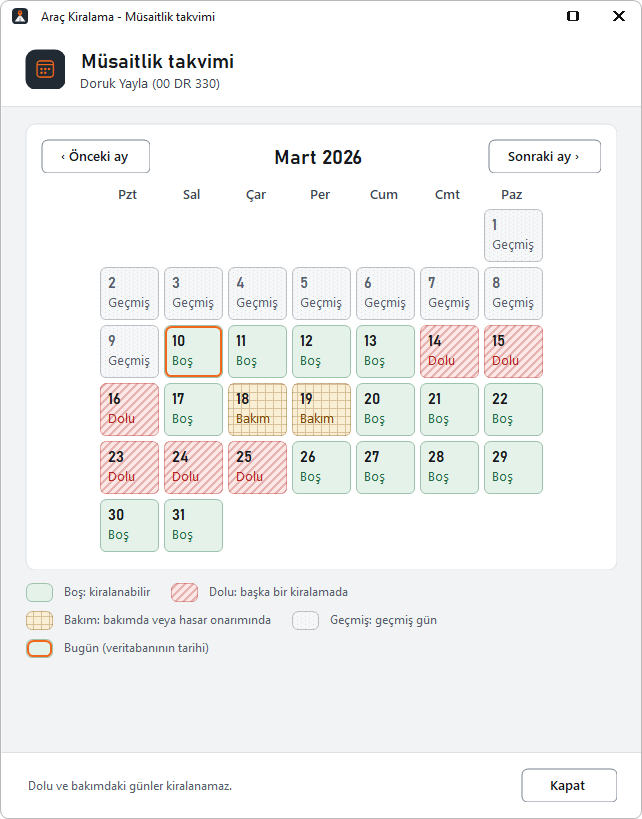 Araç Kiralama - Müsaitlik takvimi
Müsaitlik takvimi
Doruk Yayla (00 DR 330)
‹ Önceki ay Mart 2026 Sonraki ay ›
Pzt Sal Çar Per Cum Cmt Paz
1
Geçmiş
2 3 4 5 6 7 8
Geçmiş Geçmiş Geçmiş Geçmiş Geçmiş Geçmiş Geçmiş
9 10 11 12 13 14 15
Geçmiş Boş Boş Boş Boş Dolu Dolu
16 17 18 19 20 21 22
Dolu Boş Bakım Bakım Boş Boş Boş
23 24 25 26 27 28 29
Dolu Dolu Dolu Boş Boş Boş Boş
30 31
Boş Boş
Boş: kiralanabilir Dolu: başka bir kiralamada
Bakım: bakımda veya hasar onarımında Geçmiş: geçmiş gün
Bugün (veritabanının tarihi)
Dolu ve bakımdaki günler kiralanamaz. Kapat